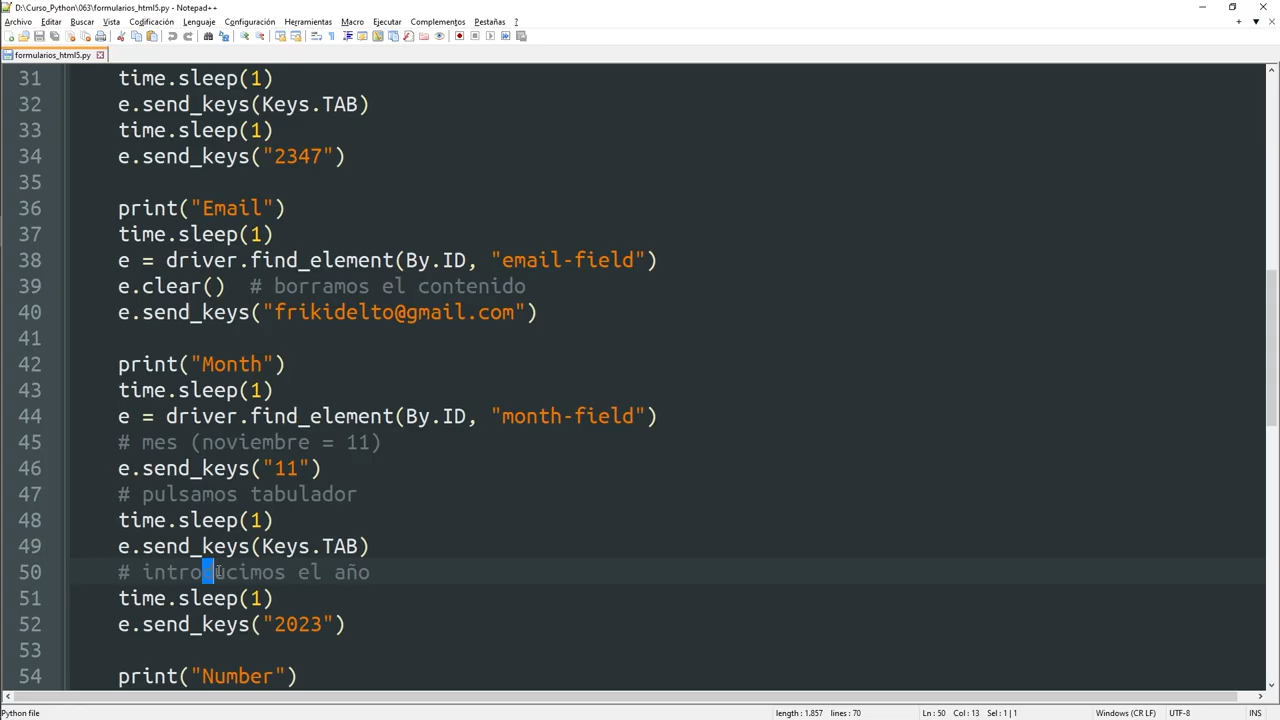 D:\Curso_Python\063\formularios_html5.py - Notepad++
Archivo Editar Buscar Vista Codificación Lenguaje Configuración Herramientas Macro Ejecutar Complementos Pestañas ?
formularios_html5.py
31 time.sleep(1)
32 e.send_keys(Keys.TAB)
33 time.sleep(1)
34 e.send_keys("2347")
35
36 print("Email")
37 time.sleep(1)
38 e = driver.find_element(By.ID, "email-field")
39 e.clear()  # borramos el contenido
40 e.send_keys("frikidelto@gmail.com")
41
42 print("Month")
43 time.sleep(1)
44 e = driver.find_element(By.ID, "month-field")
45 # mes (noviembre = 11)
46 e.send_keys("11")
47 # pulsamos tabulador
48 time.sleep(1)
49 e.send_keys(Keys.TAB)
50 # introducimos el año
51 time.sleep(1)
52 e.send_keys("2023")
53
54 print("Number")
Python file length : 1.857 lines : 70 Ln : 50 Col : 13 Sel : 1 | 1 Windows (CR LF) UTF-8 INS